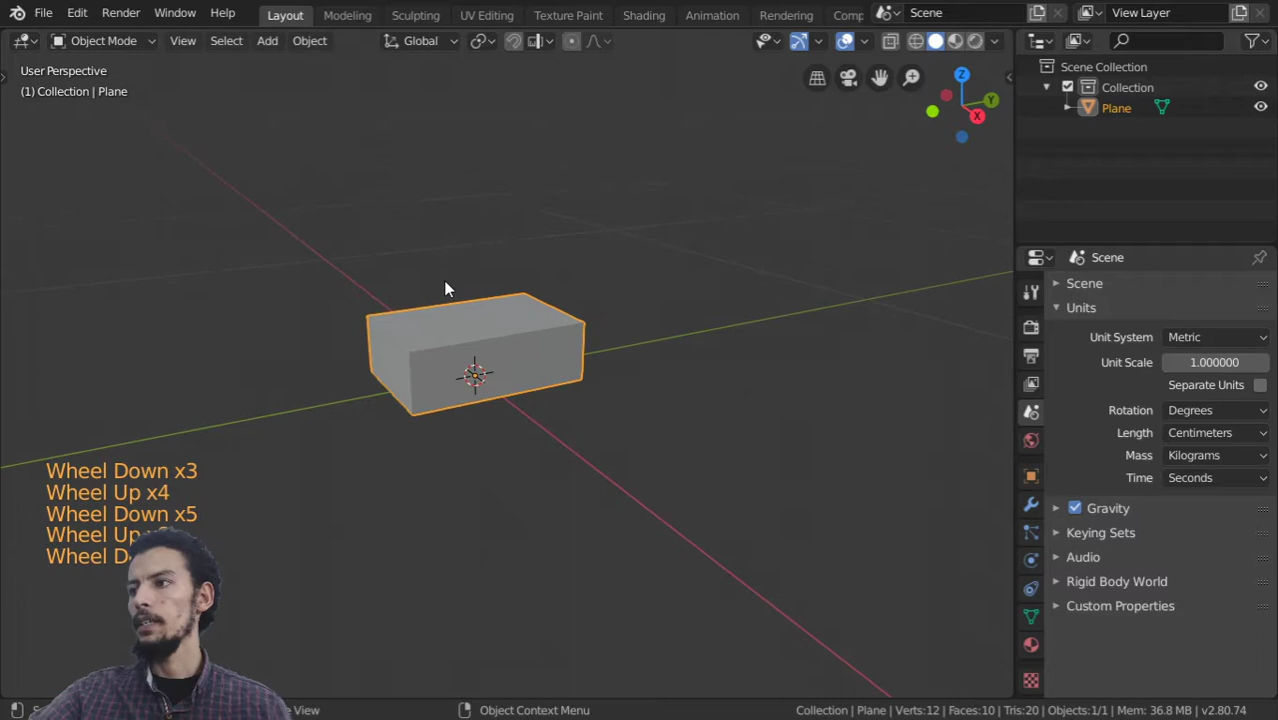 File Edit Render Window Help Layout Modeling Sculpting UV Editing Texture Paint Shading Animation Rendering Comp Scene View Layer
Object Mode View Select Add Object Global
User Perspective
(1) Collection | Plane
Z
Y
X
Scene Collection
Collection
Plane
Scene
Scene
Units
Unit System Metric
Unit Scale 1.000000
Separate Units
Rotation Degrees
Length Centimeters
Mass Kilograms
Time Seconds
Gravity
Keying Sets
Audio
Rigid Body World
Custom Properties
Wheel Down x3
Wheel Up x4
Wheel Down x5
Wheel Up
Wheel D
View Object Context Menu Collection | Plane | Verts:12 | Faces:10 | Tris:20 | Objects:1/1 | Mem: 36.8 MB | v2.80.74